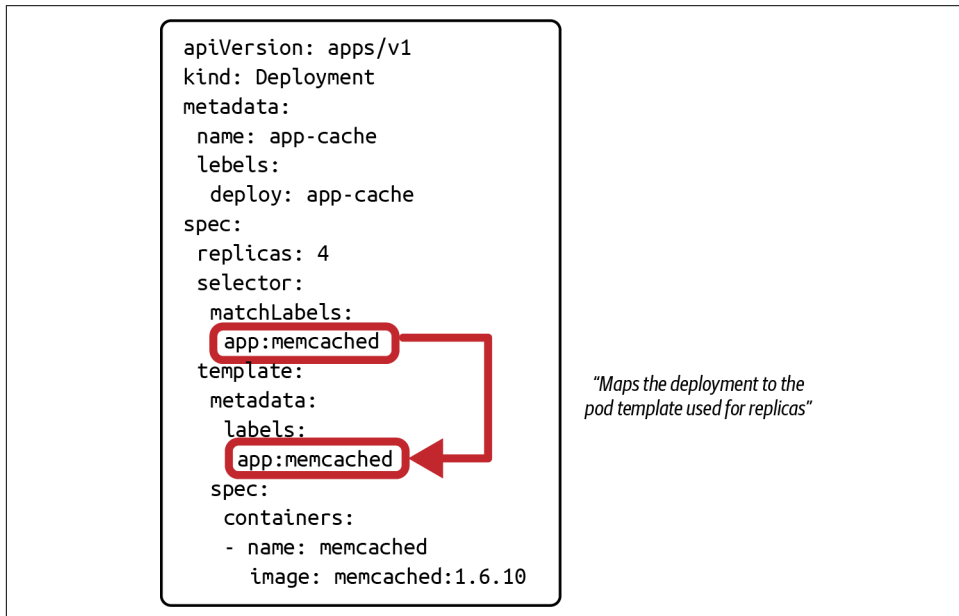 apiVersion: apps/v1
kind: Deployment
metadata:
 name: app-cache
 lebels:
  deploy: app-cache
spec:
 replicas: 4
 selector:
  matchLabels:
   app:memcached
 template:
  metadata:
   labels:
    app:memcached
  spec:
   containers:
   - name: memcached
     image: memcached:1.6.10
“Maps the deployment to the
pod template used for replicas”